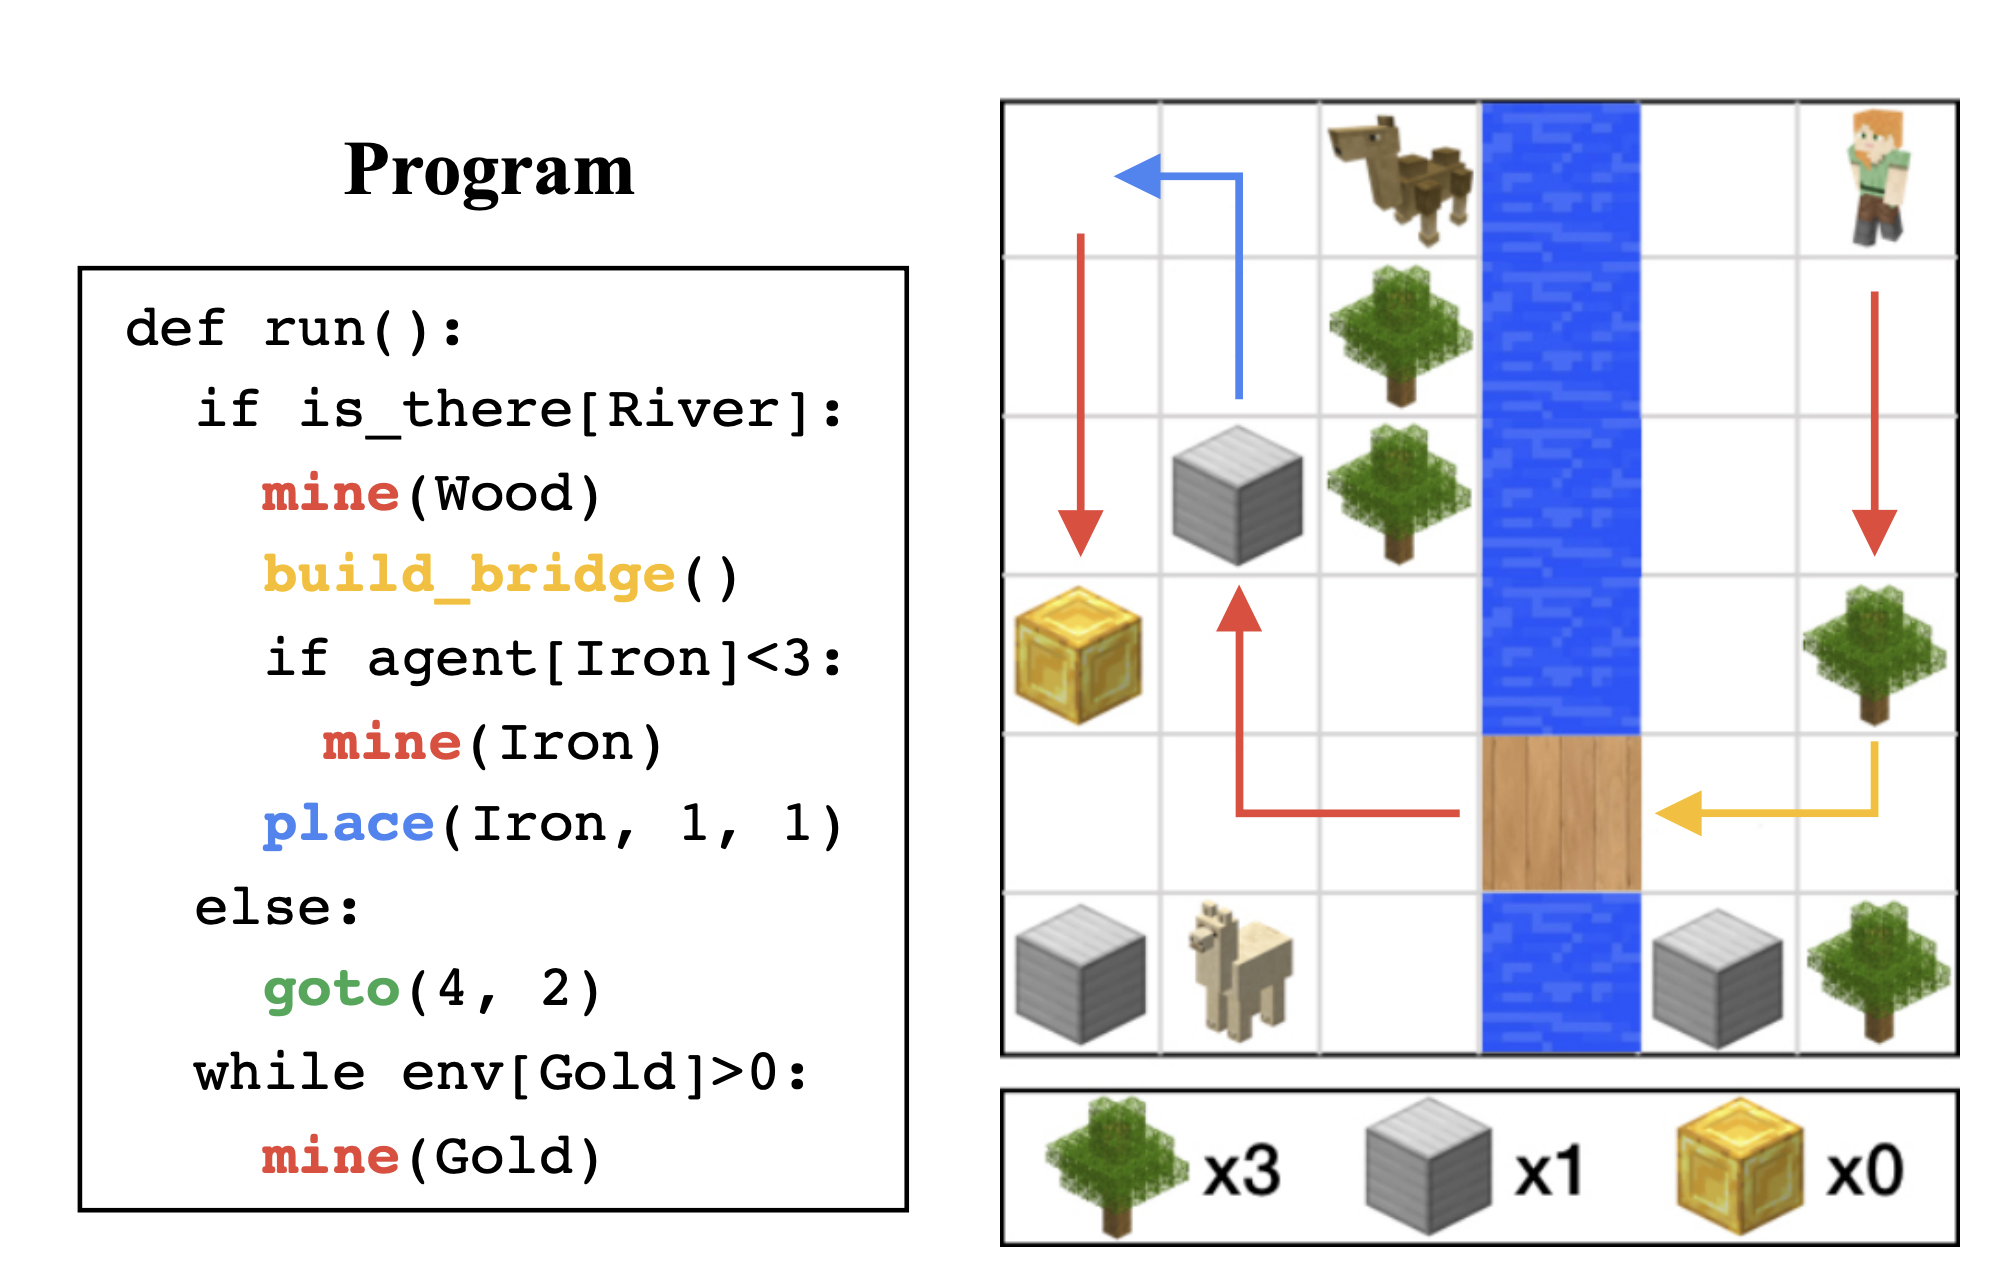 Program
def run():
if is_there[River]:
mine(Wood)
build_bridge()
if agent[Iron]<3:
mine(Iron)
place(Iron, 1, 1)
else:
goto(4, 2)
while env[Gold]>0:
mine(Gold)
x3 x1 x0